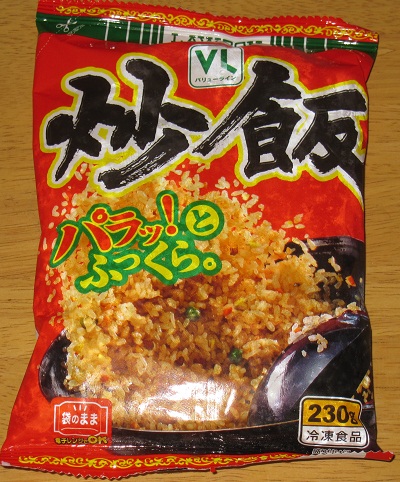 VL
バリューライン
炒飯
パラッ!と
ふっくら。
袋のまま
電子レンジでOK
230g
冷凍食品